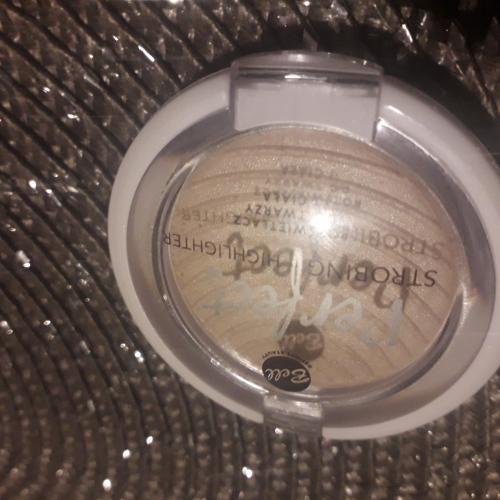 Bell
Perfect
STROBING HIGHLIGHTER
ROZŚWIETLACZ
DO TWARZY
I CIAŁA